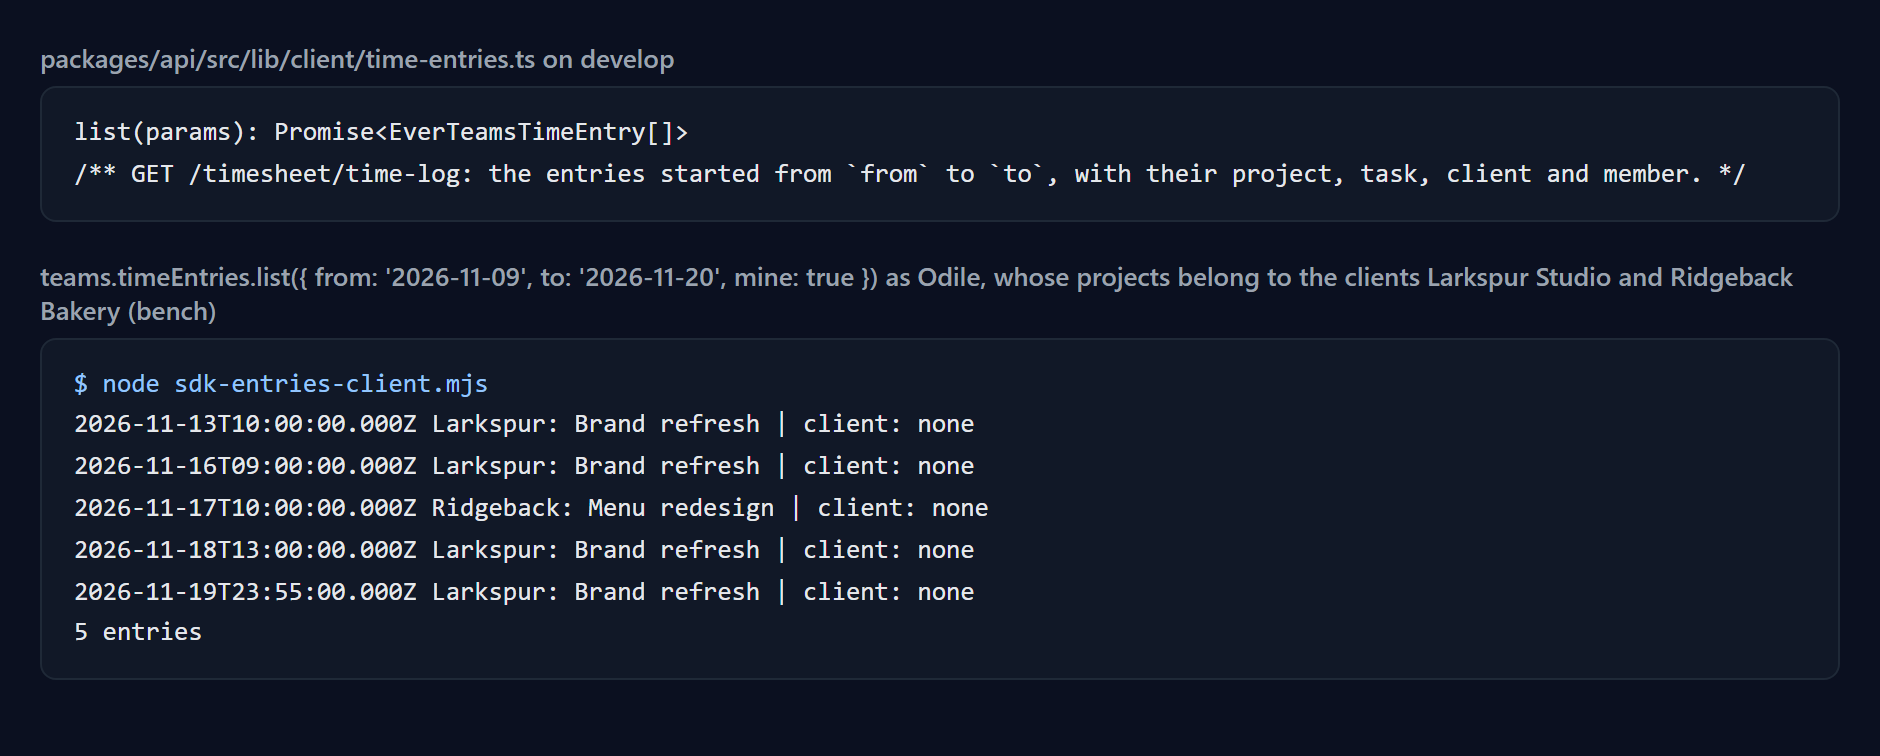 packages/api/src/lib/client/time-entries.ts on develop
list(params): Promise<EverTeamsTimeEntry[]>
/** GET /timesheet/time-log: the entries started from `from` to `to`, with their project, task, client and member. */
teams.timeEntries.list({ from: '2026-11-09', to: '2026-11-20', mine: true }) as Odile, whose projects belong to the clients Larkspur Studio and Ridgeback
Bakery (bench)
$ node sdk-entries-client.mjs
2026-11-13T10:00:00.000Z Larkspur: Brand refresh | client: none
2026-11-16T09:00:00.000Z Larkspur: Brand refresh | client: none
2026-11-17T10:00:00.000Z Ridgeback: Menu redesign | client: none
2026-11-18T13:00:00.000Z Larkspur: Brand refresh | client: none
2026-11-19T23:55:00.000Z Larkspur: Brand refresh | client: none
5 entries